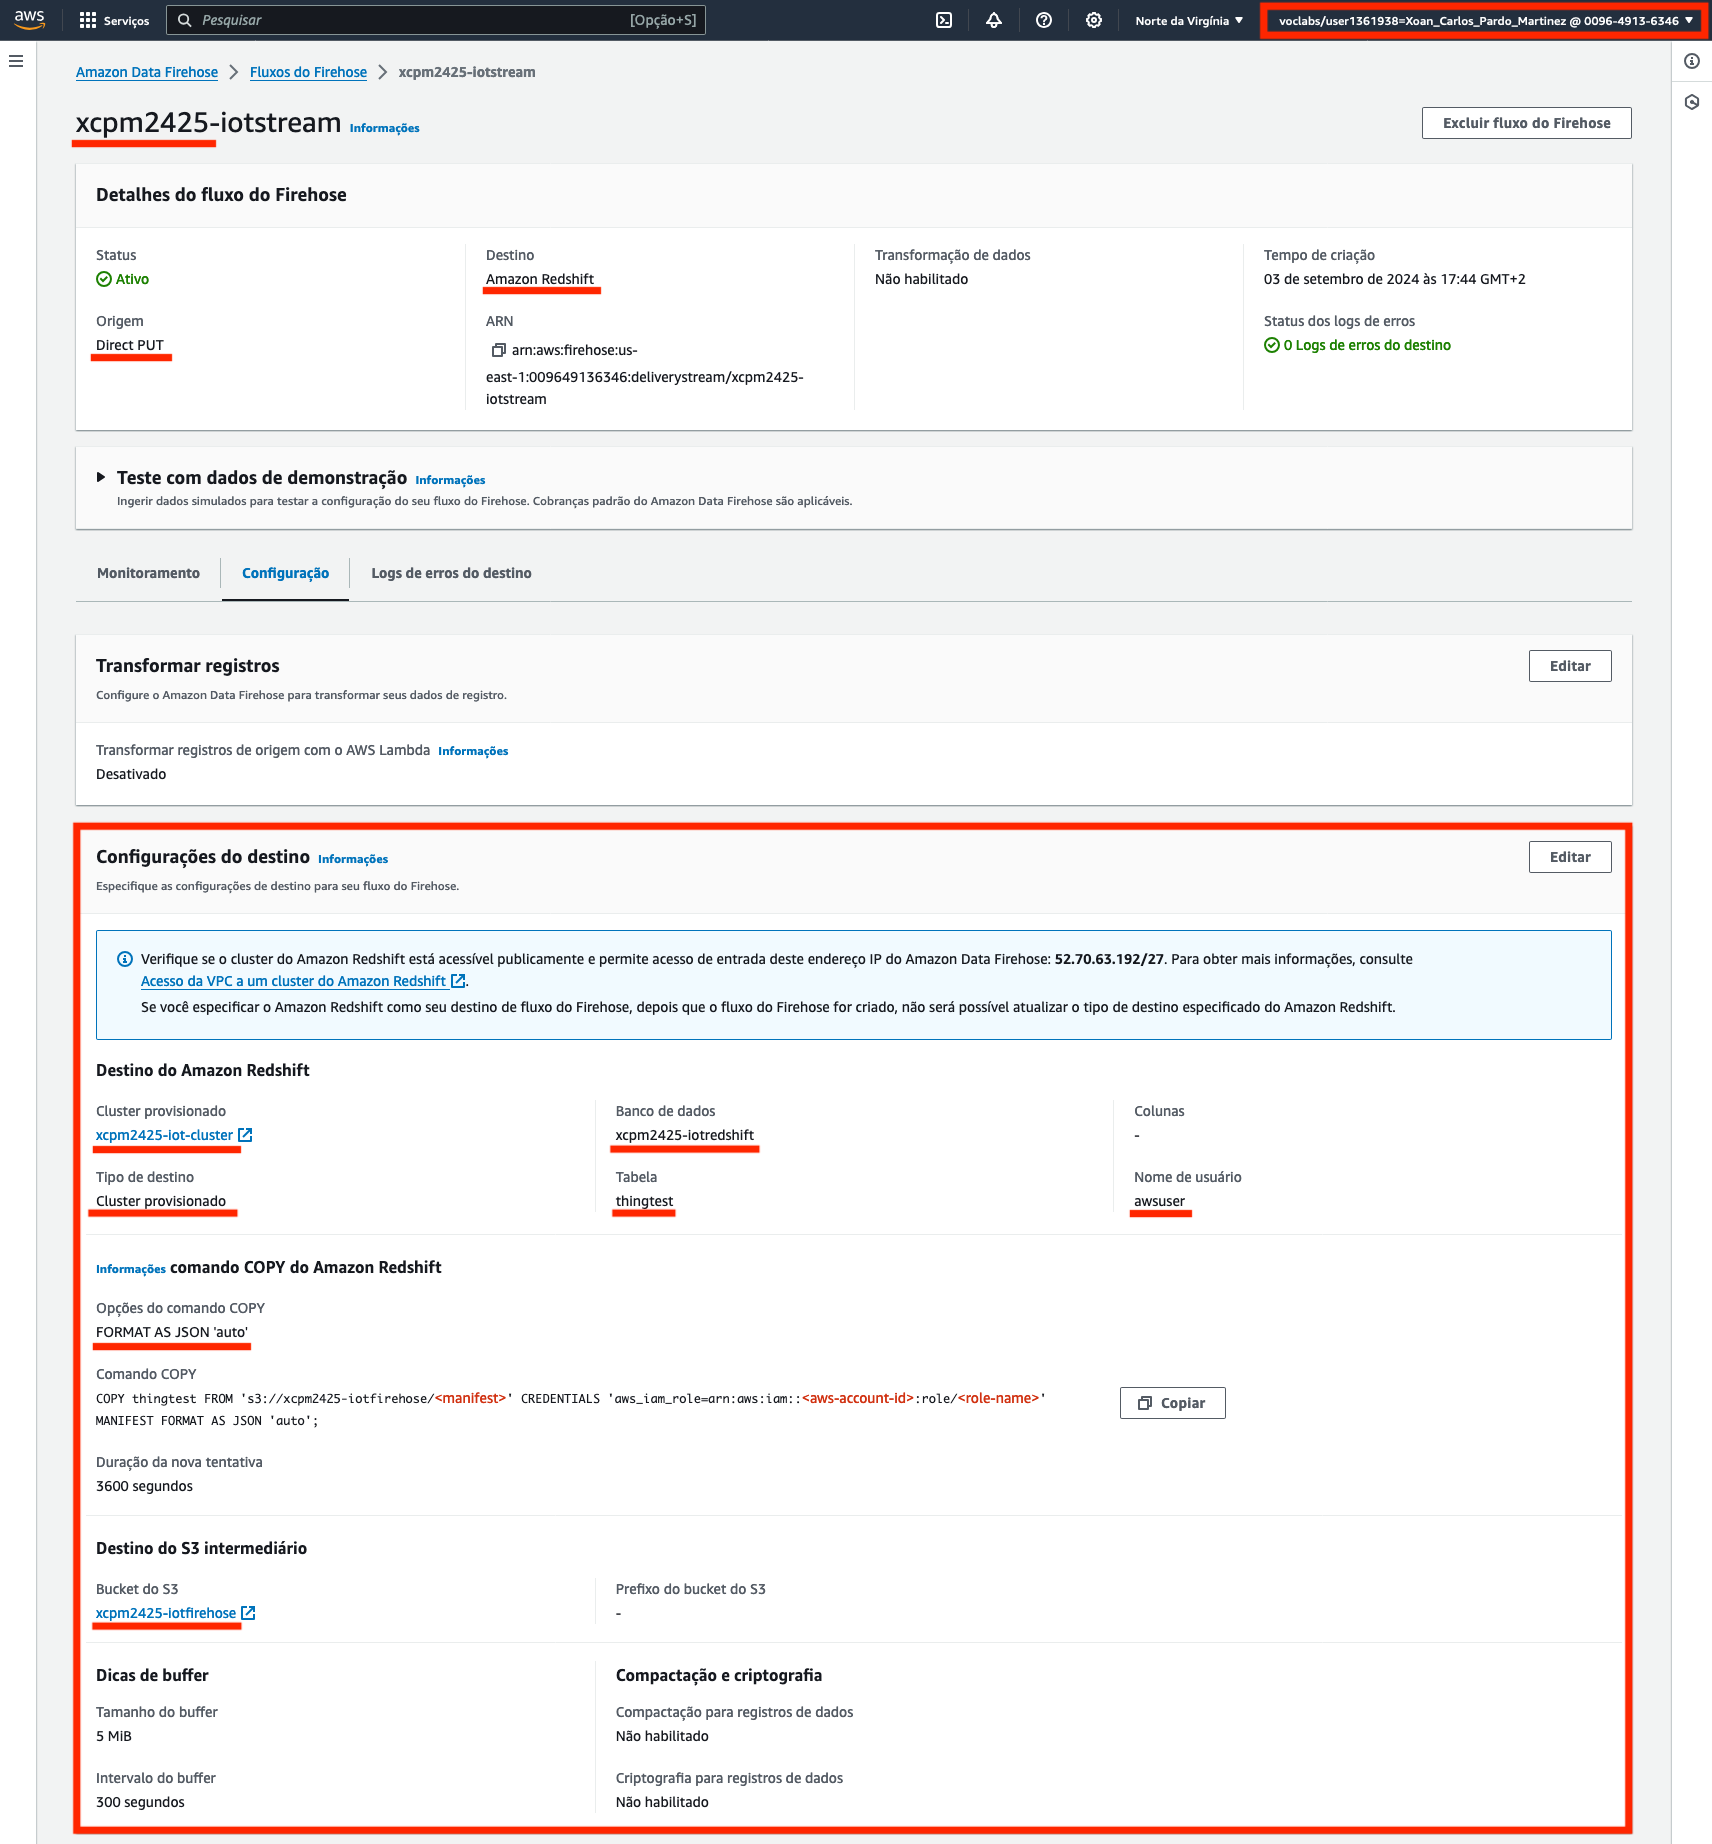 aws
Serviços
Pesquisar
[Opção+S]
Norte da Virgínia
voclabs/user1361938=Xoan_Carlos_Pardo_Martinez @ 0096-4913-6346
Amazon Data Firehose
Fluxos do Firehose
xcpm2425-iotstream
xcpm2425-iotstream Informações
Excluir fluxo do Firehose
Detalhes do fluxo do Firehose
Status
Ativo
Origem
Direct PUT
Destino
Amazon Redshift
ARN
arn:aws:firehose:us-
east-1:009649136346:deliverystream/xcpm2425-
iotstream
Transformação de dados
Não habilitado
Tempo de criação
03 de setembro de 2024 às 17:44 GMT+2
Status dos logs de erros
0 Logs de erros do destino
Teste com dados de demonstração Informações
Ingerir dados simulados para testar a configuração do seu fluxo do Firehose. Cobranças padrão do Amazon Data Firehose são aplicáveis.
Monitoramento
Configuração
Logs de erros do destino
Transformar registros
Editar
Configure o Amazon Data Firehose para transformar seus dados de registro.
Transformar registros de origem com o AWS Lambda Informações
Desativado
Configurações do destino Informações
Editar
Especifique as configurações de destino para seu fluxo do Firehose.
Verifique se o cluster do Amazon Redshift está acessível publicamente e permite acesso de entrada deste endereço IP do Amazon Data Firehose: 52.70.63.192/27. Para obter mais informações, consulte
Acesso da VPC a um cluster do Amazon Redshift.
Se você especificar o Amazon Redshift como seu destino de fluxo do Firehose, depois que o fluxo do Firehose for criado, não será possível atualizar o tipo de destino especificado do Amazon Redshift.
Destino do Amazon Redshift
Cluster provisionado
xcpm2425-iot-cluster
Tipo de destino
Cluster provisionado
Banco de dados
xcpm2425-iotredshift
Tabela
thingtest
Colunas
-
Nome de usuário
awsuser
Informações comando COPY do Amazon Redshift
Opções do comando COPY
FORMAT AS JSON 'auto'
Comando COPY
COPY thingtest FROM 's3://xcpm2425-iotfirehose/<manifest>' CREDENTIALS 'aws_iam_role=arn:aws:iam::<aws-account-id>:role/<role-name>'
MANIFEST FORMAT AS JSON 'auto';
Copiar
Duração da nova tentativa
3600 segundos
Destino do S3 intermediário
Bucket do S3
xcpm2425-iotfirehose
Prefixo do bucket do S3
-
Dicas de buffer
Tamanho do buffer
5 MiB
Intervalo do buffer
300 segundos
Compactação e criptografia
Compactação para registros de dados
Não habilitado
Criptografia para registros de dados
Não habilitado